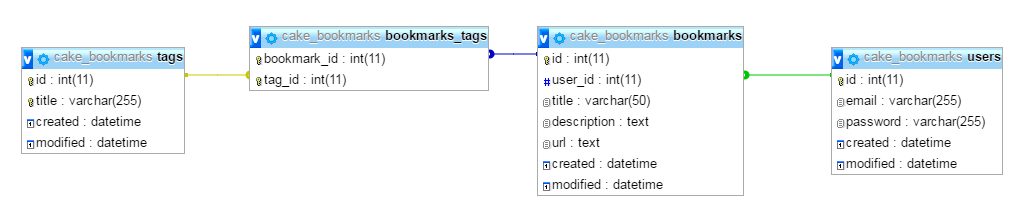 v cake_bookmarks tags
id : int(11)
title : varchar(255)
created : datetime
modified : datetime
v cake_bookmarks bookmarks_tags
bookmark_id : int(11)
tag_id : int(11)
v cake_bookmarks bookmarks
id : int(11)
# user_id : int(11)
title : varchar(50)
description : text
url : text
created : datetime
modified : datetime
v cake_bookmarks users
id : int(11)
email : varchar(255)
password : varchar(255)
created : datetime
modified : datetime